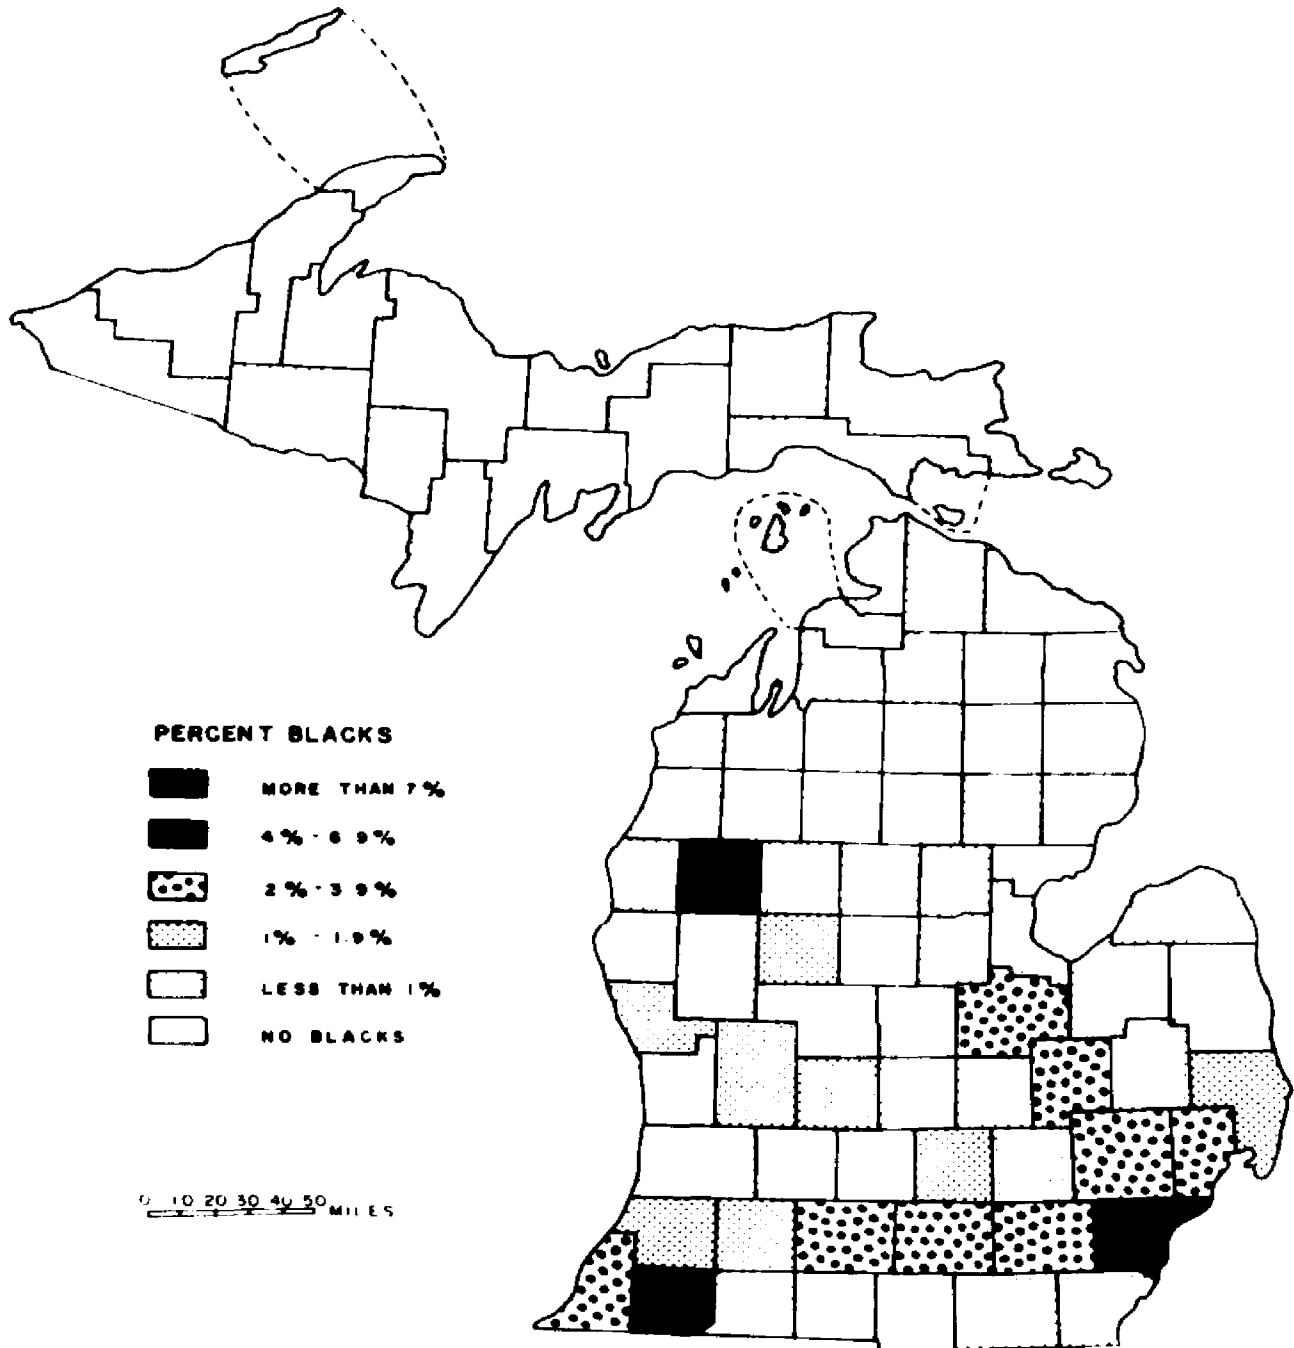 PERCENT BLACKS
MORE THAN 7%
4% - 6 9%
2% - 3 9%
1% - 1.9%
LESS THAN 1%
NO BLACKS
0 10 20 30 40 50 MILES